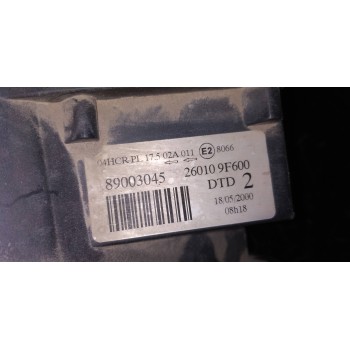 04HCR PL 17.5 02A 011 E2 8066
89003045 26010 9F600
DTD 2
18/05/2000
08h18